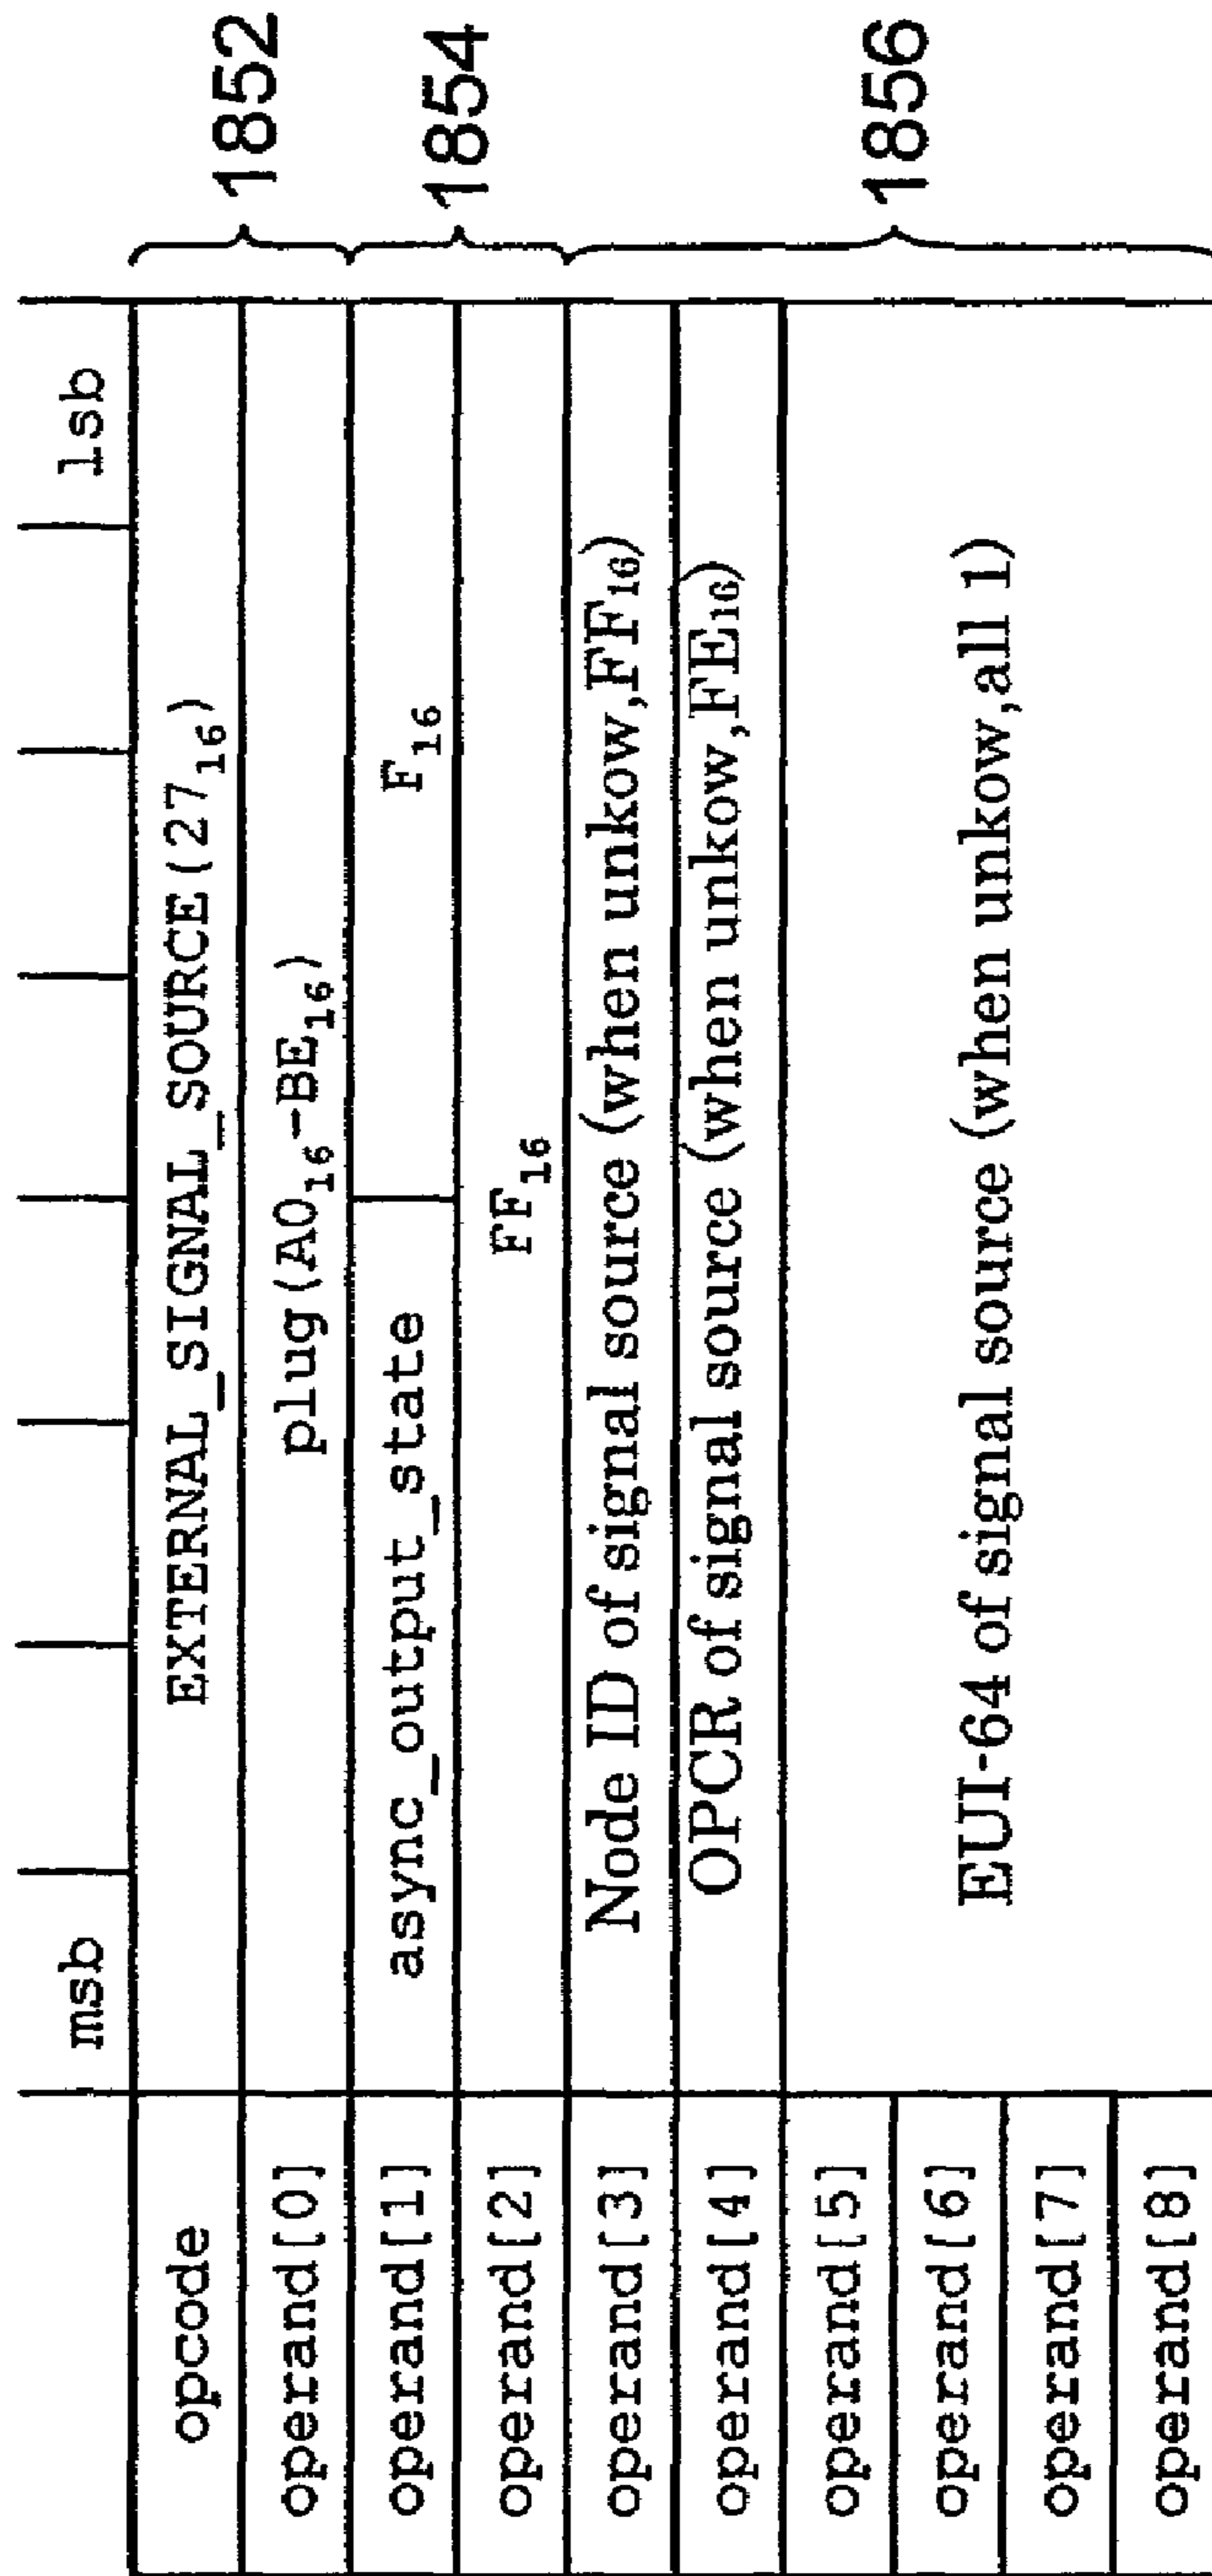 msb lsb
opcode EXTERNAL_SIGNAL_SOURCE(27₁₆)
operand[0] plug(A0₁₆-BE₁₆)
1852
operand[1] async_output_state F₁₆
operand[2] FF₁₆
1854
operand[3] Node ID of signal source (when unkow,FF₁₆)
operand[4] OPCR of signal source (when unkow,FE₁₆)
operand[5]
operand[6] EUI-64 of signal source (when unkow,all 1)
operand[7]
operand[8]
1856